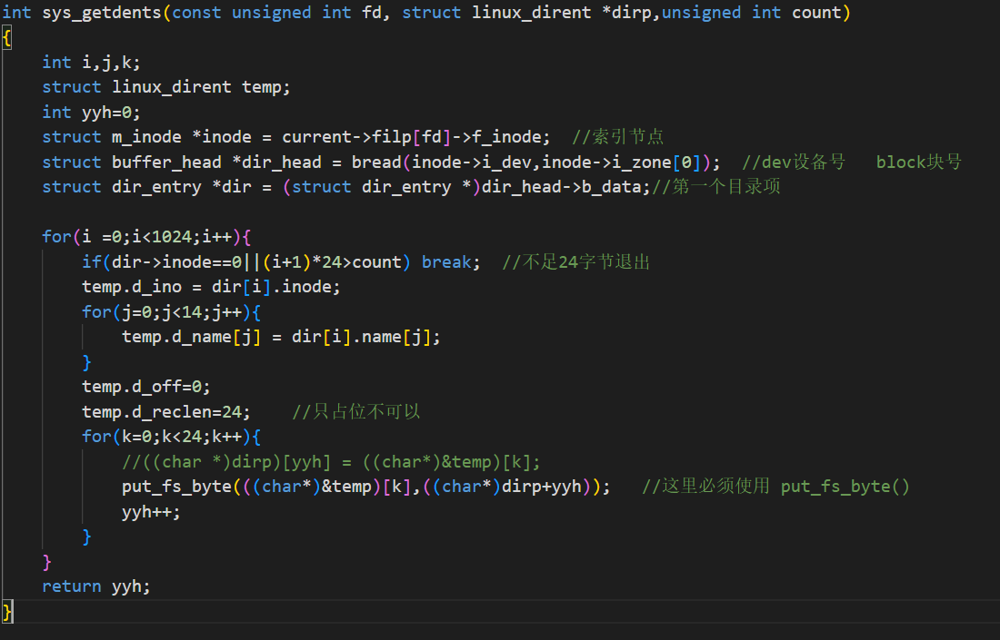 int sys_getdents(const unsigned int fd, struct linux_dirent *dirp,unsigned int count)
{
    int i,j,k;
    struct linux_dirent temp;
    int yyh=0;
    struct m_inode *inode = current->filp[fd]->f_inode;  //索引节点
    struct buffer_head *dir_head = bread(inode->i_dev,inode->i_zone[0]);  //dev设备号   block块号
    struct dir_entry *dir = (struct dir_entry *)dir_head->b_data;//第一个目录项

    for(i =0;i<1024;i++){
        if(dir->inode==0||(i+1)*24>count) break;  //不足24字节退出
        temp.d_ino = dir[i].inode;
        for(j=0;j<14;j++){
            temp.d_name[j] = dir[i].name[j];
        }
        temp.d_off=0;
        temp.d_reclen=24;    //只占位不可以
        for(k=0;k<24;k++){
            //((char *)dirp)[yyh] = ((char*)&temp)[k];
            put_fs_byte(((char*)&temp)[k],((char*)dirp+yyh));   //这里必须使用 put_fs_byte()
            yyh++;
        }
    }
    return yyh;
}